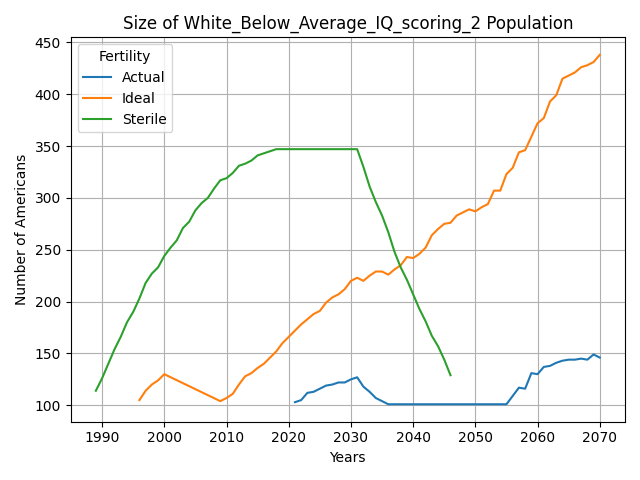 Size of White_Below_Average_IQ_scoring_2 Population
450
400
350
300
250
200
150
100
Number of Americans
Fertility
Actual
Ideal
Sterile
1990 2000 2010 2020 2030 2040 2050 2060 2070
Years